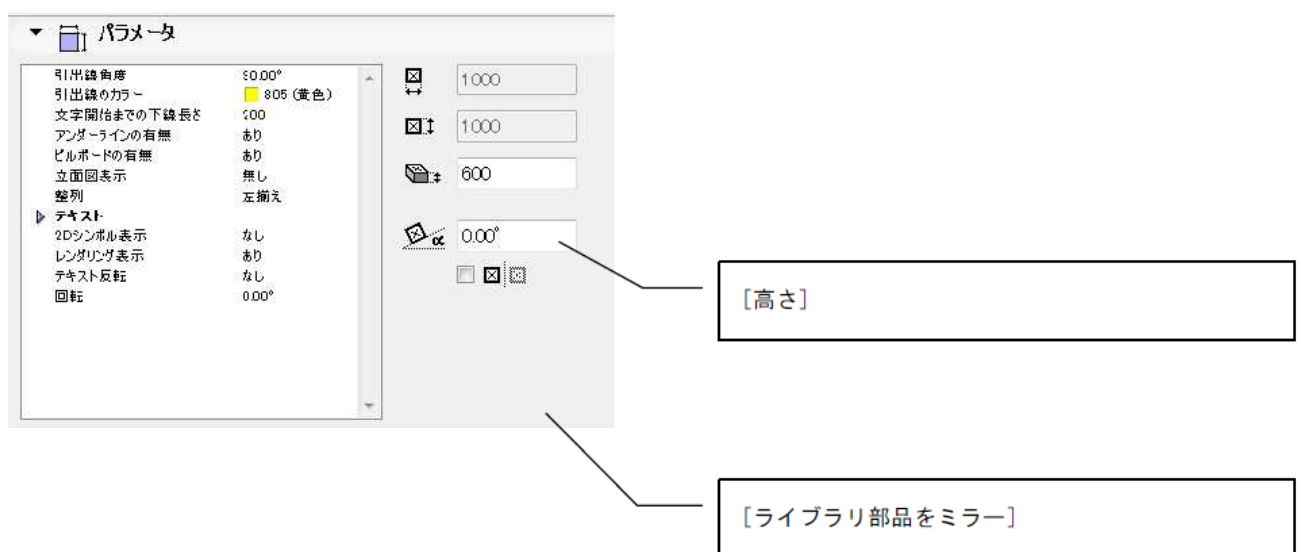 パラメータ
引出線角度 90.00°
引出線のカラー 805 (黄色)
文字開始までの下線長さ
アンダーラインの有無 あり
ビルボードの有無 あり
立面図表示 無し
整列 左揃え
テキスト
2Dシンボル表示 なし
レンダリング表示 あり
テキスト反転 なし
回転 0.00°
1000
1000
600
α 0.00°
[高さ]
[ライブラリ部品をミラー]